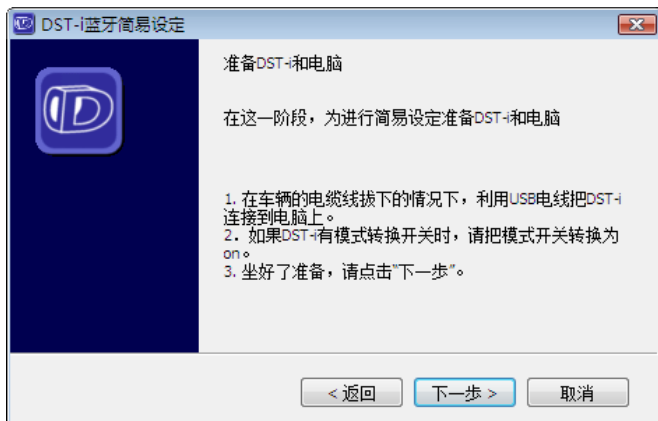 DST-i蓝牙简易设定
准备DST-i和电脑
在这一阶段，为进行简易设定准备DST-i和电脑
1. 在车辆的电缆线拔下的情况下，利用USB电线把DST-i
连接到电脑上。
2. 如果DST-i有模式转换开关时，请把模式开关转换为
on。
3. 坐好了准备，请点击“下一步”。
< 返回
下一步 >
取消